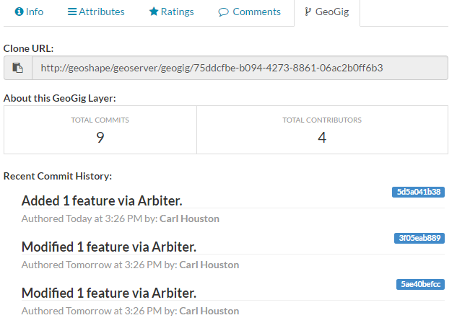 Info Attributes Ratings Comments GeoGig
Clone URL:
http://geoshape/geoserver/geogig/75ddcfbe-b094-4273-8861-06ac2b0ff6b3
About this GeoGig Layer:
TOTAL COMMITS TOTAL CONTRIBUTORS
9 4
Recent Commit History:
5d5a041b38
Added 1 feature via Arbiter.
Authored Today at 3:26 PM by: Carl Houston
3f05eab889
Modified 1 feature via Arbiter.
Authored Tomorrow at 3:26 PM by: Carl Houston
5ae40befcc
Modified 1 feature via Arbiter.
Authored Tomorrow at 3:26 PM by: Carl Houston